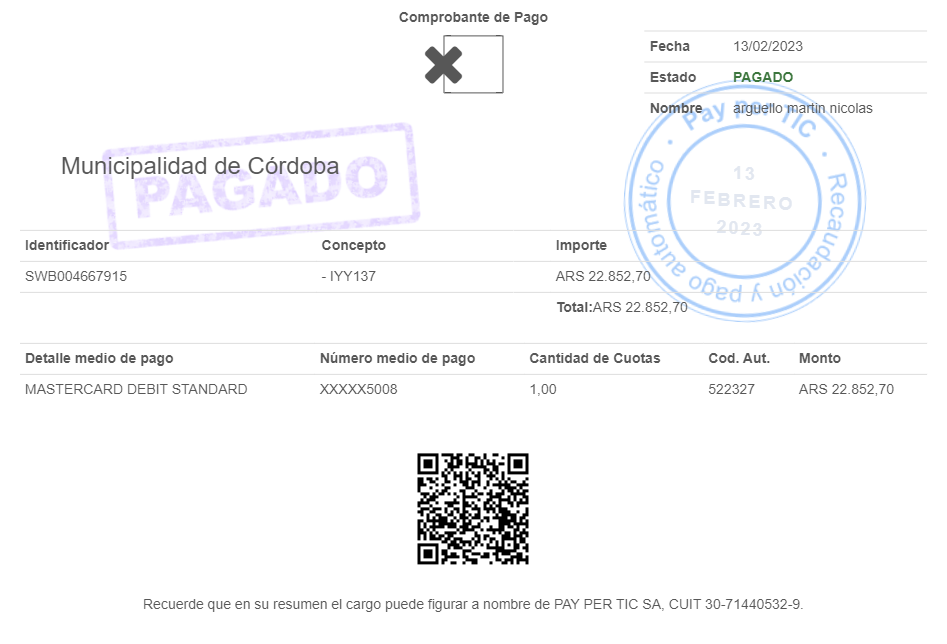 Comprobante de Pago
Fecha 13/02/2023
Estado PAGADO
Nombre arguello martin nicolas
Municipalidad de Córdoba
PAGADO
Pay per TIC · Recaudación y pago automático ·
13
FEBRERO
2023
Identificador Concepto Importe
SWB004667915 - IYY137 ARS 22.852,70
Total:ARS 22.852,70
Detalle medio de pago Número medio de pago Cantidad de Cuotas Cod. Aut. Monto
MASTERCARD DEBIT STANDARD XXXXX5008 1,00 522327 ARS 22.852,70
Recuerde que en su resumen el cargo puede figurar a nombre de PAY PER TIC SA, CUIT 30-71440532-9.